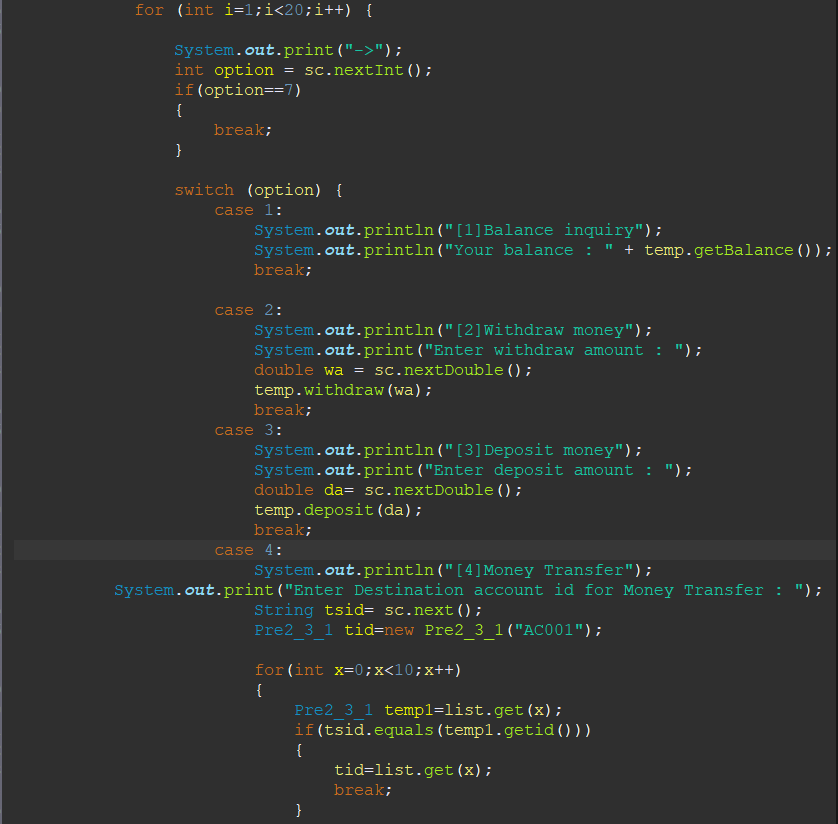 for (int i=1;i<20;i++) {
System.out.print("->");
int option = sc.nextInt();
if(option==7)
{
break;
}
switch (option) {
case 1:
System.out.println("[1]Balance inquiry");
System.out.println("Your balance : " + temp.getBalance());
break;
case 2:
System.out.println("[2]Withdraw money");
System.out.print("Enter withdraw amount : ");
double wa = sc.nextDouble();
temp.withdraw(wa);
break;
case 3:
System.out.println("[3]Deposit money");
System.out.print("Enter deposit amount : ");
double da= sc.nextDouble();
temp.deposit(da);
break;
case 4:
System.out.println("[4]Money Transfer");
System.out.print("Enter Destination account id for Money Transfer : ");
String tsid= sc.next();
Pre2_3_1 tid=new Pre2_3_1("AC001");
for(int x=0;x<10;x++)
{
Pre2_3_1 temp1=list.get(x);
if(tsid.equals(temp1.getid()))
{
tid=list.get(x);
break;
}